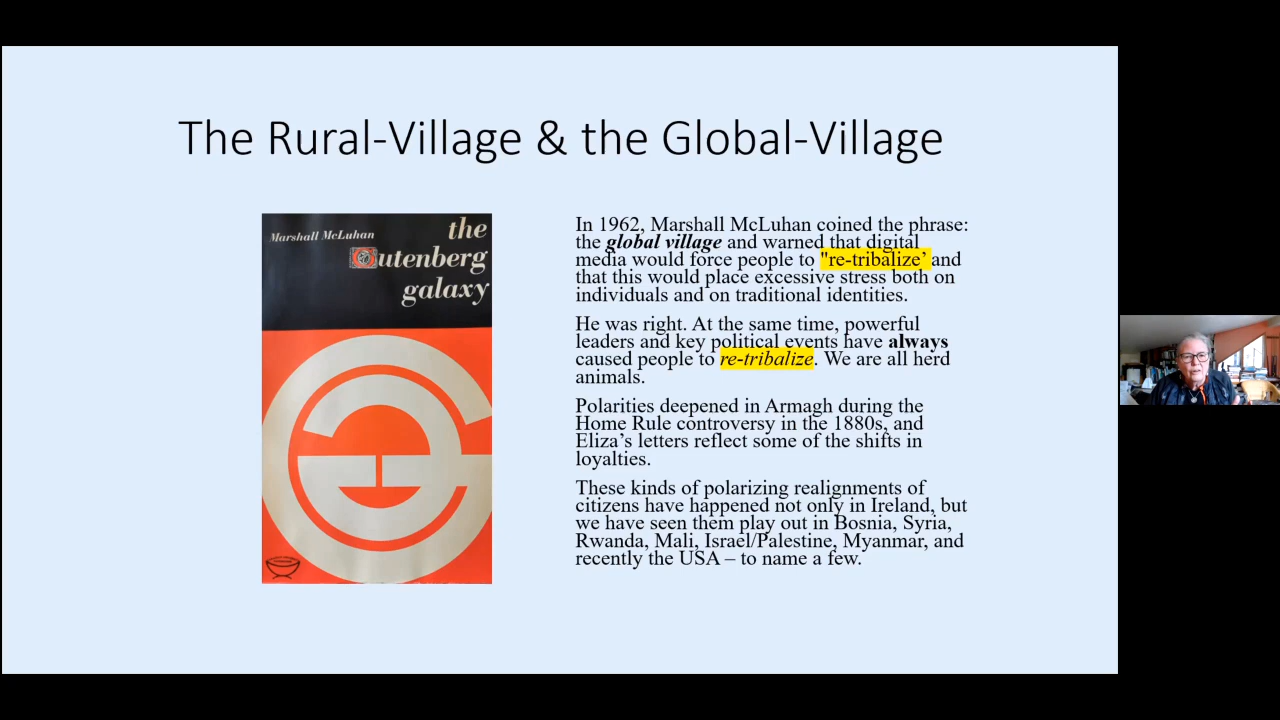 The Rural-Village & the Global-Village
Marshall McLuhan
the
Gutenberg
galaxy
In 1962, Marshall McLuhan coined the phrase:
the global village and warned that digital
media would force people to "re-tribalize’ and
that this would place excessive stress both on
individuals and on traditional identities.
He was right. At the same time, powerful
leaders and key political events have always
caused people to re-tribalize. We are all herd
animals.
Polarities deepened in Armagh during the
Home Rule controversy in the 1880s, and
Eliza’s letters reflect some of the shifts in
loyalties.
These kinds of polarizing realignments of
citizens have happened not only in Ireland, but
we have seen them play out in Bosnia, Syria,
Rwanda, Mali, Israel/Palestine, Myanmar, and
recently the USA – to name a few.